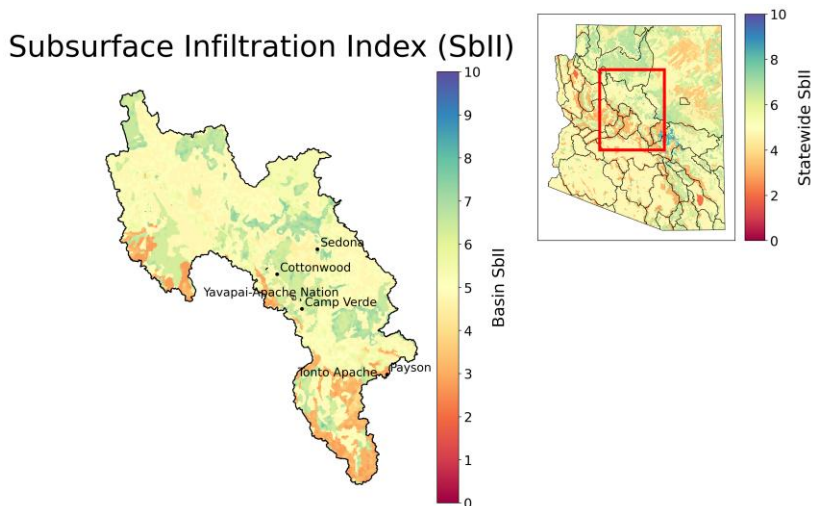 Subsurface Infiltration Index (SbII)
10
9
8
7
6
5
4
3
2
1
0
Basin SbII
Sedona
Cottonwood
Yavapai-Apache Nation
Camp Verde
Tonto Apache
Payson
10
8
6
4
2
0
Statewide SbII